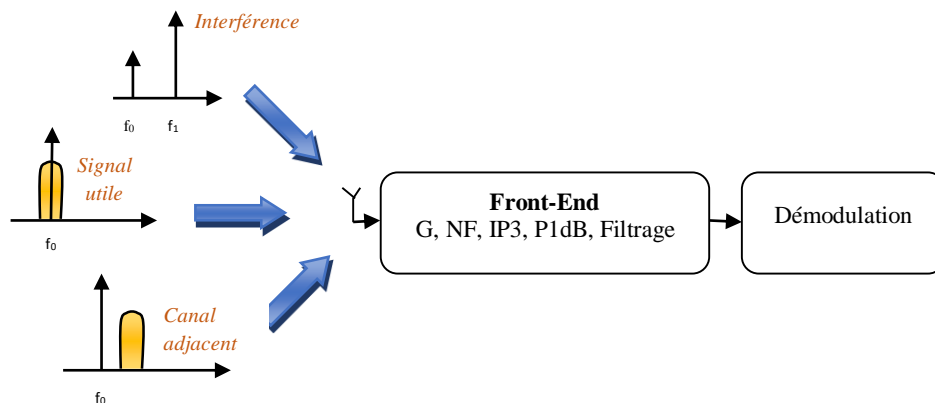 Interférence
f0
f1
Signal
utile
f0
Canal
adjacent
f0
Front-End
G, NF, IP3, P1dB, Filtrage
Démodulation